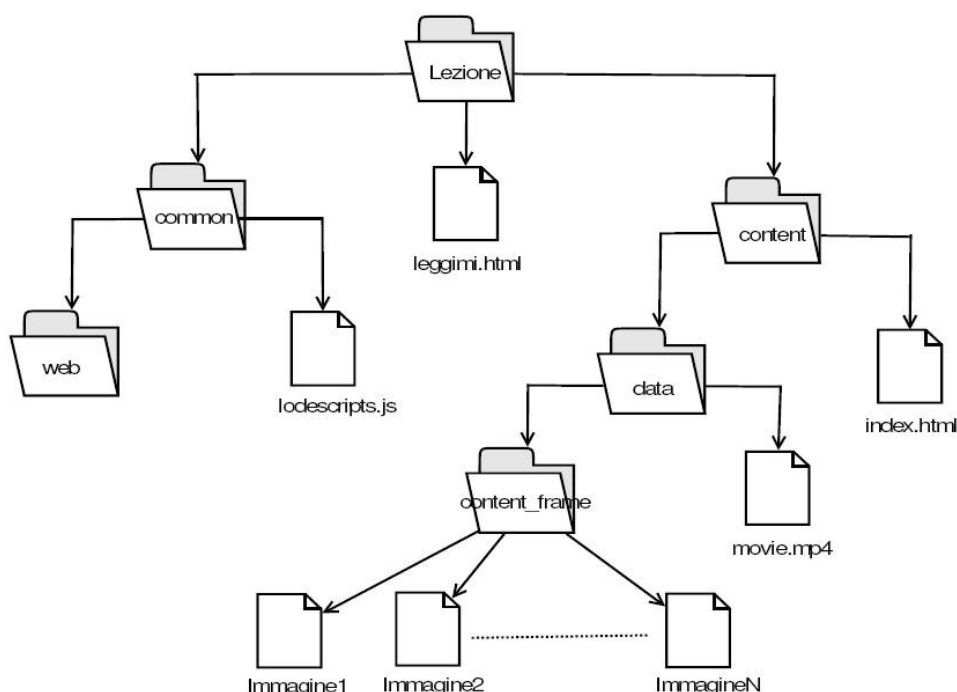 Lezione
common
leggimi.html
content
web
lodescripts.js
data
index.html
content_frame
movie.mp4
Immagine1
Immagine2
ImmagineN